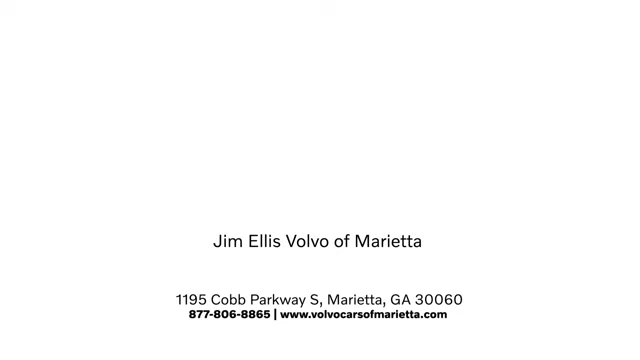 Jim Ellis Volvo of Marietta
1195 Cobb Parkway S, Marietta, GA 30060
877-806-8865 | www.volvocarsofmarietta.com